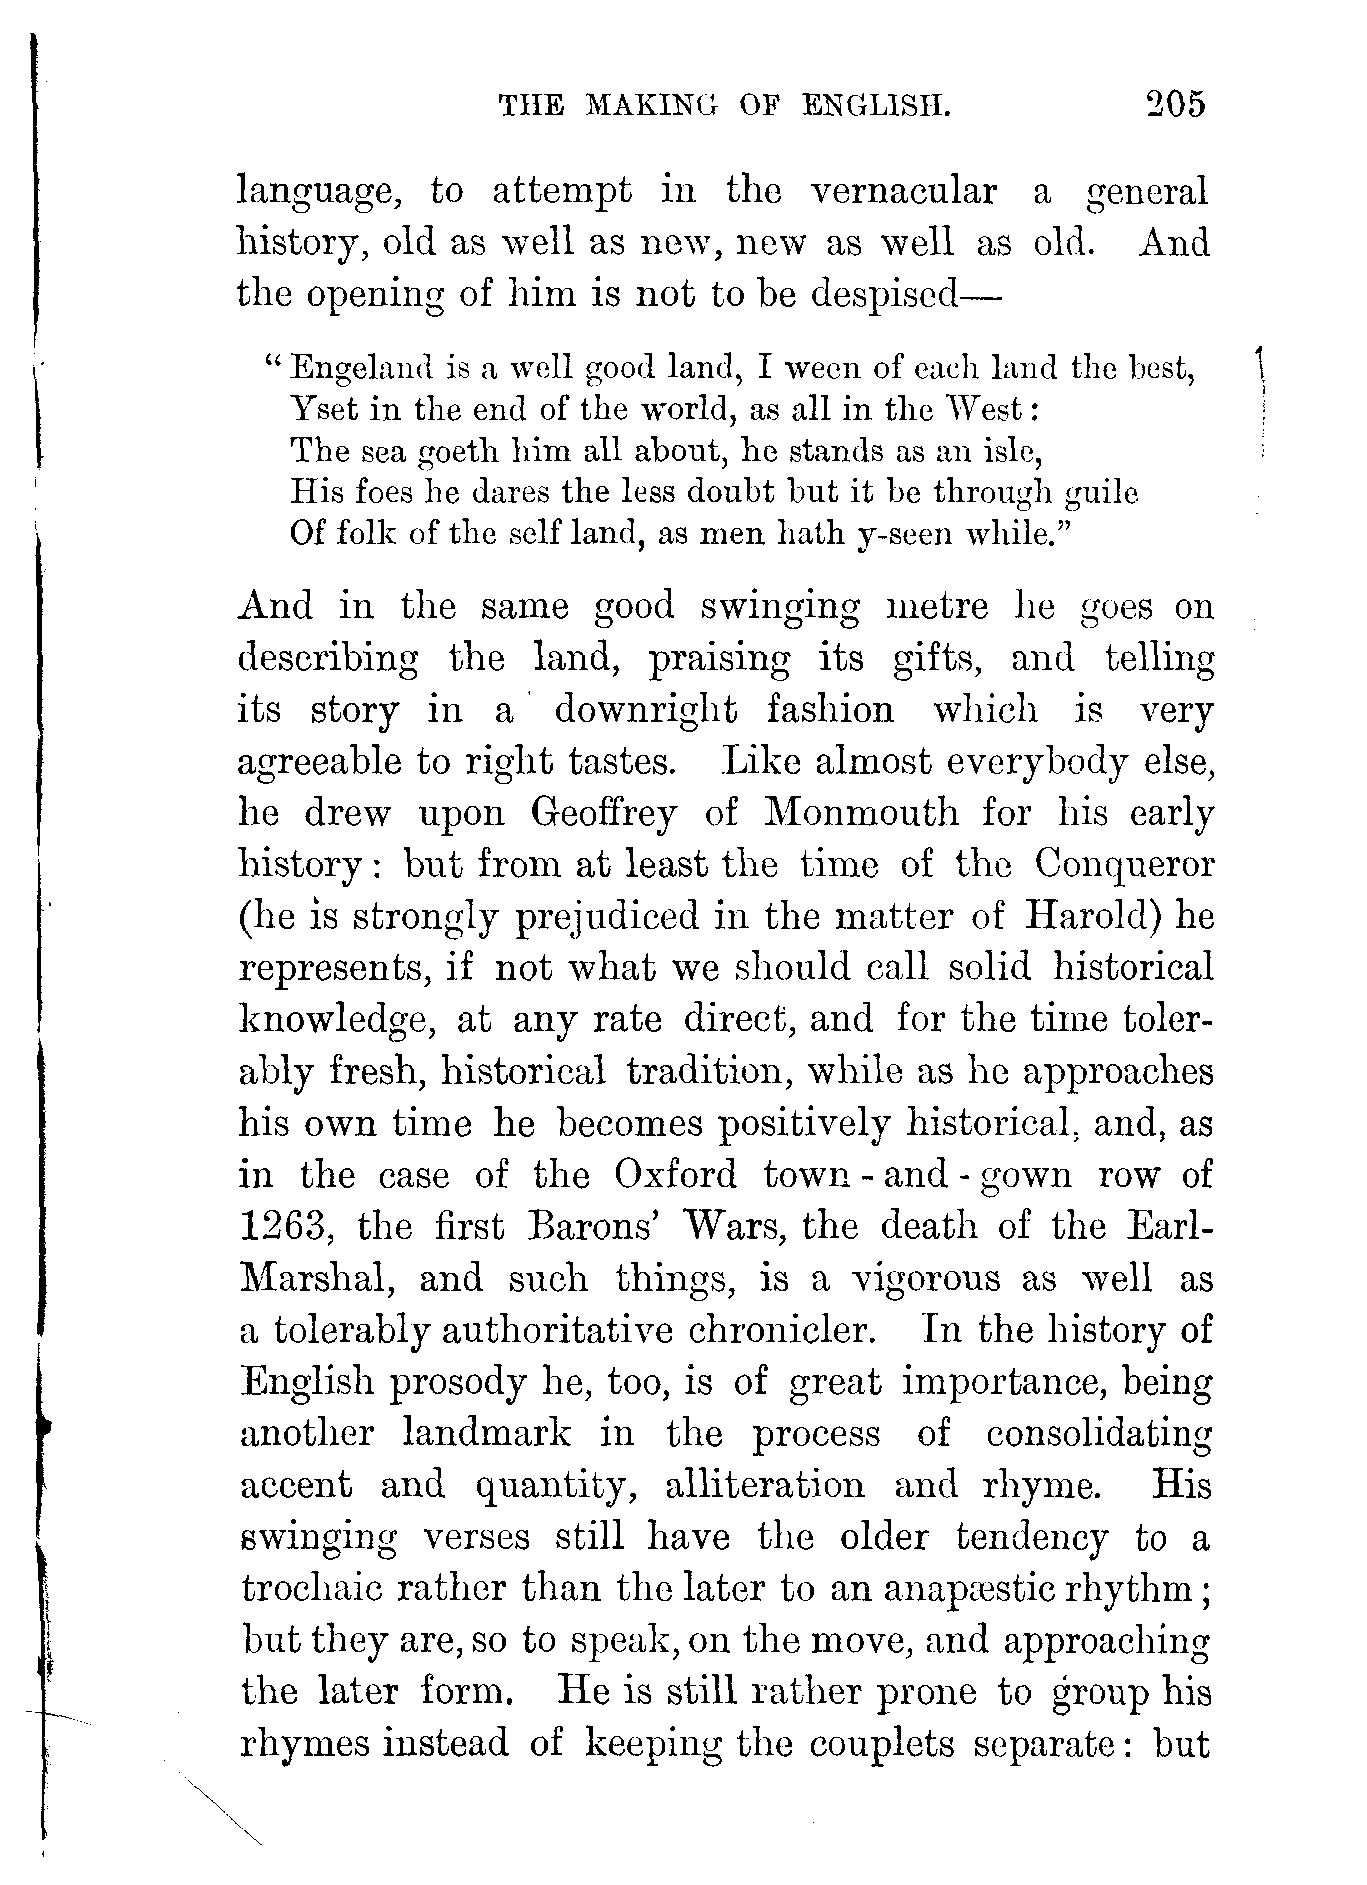 THE MAKING OF ENGLISH. 205
language, to attempt in the vernacular a general
history, old as well as new, new as well as old. And
the opening of him is not to be despised—
“Engeland is a well good land, I ween of each land the best,
Yset in the end of the world, as all in the West:
The sea goeth him all about, he stands as an isle,
His foes he dares the less doubt but it be through guile
Of folk of the self land, as men hath y-seen while.”
And in the same good swinging metre he goes on
describing the land, praising its gifts, and telling
its story in a downright fashion which is very
agreeable to right tastes. Like almost everybody else,
he drew upon Geoffrey of Monmouth for his early
history: but from at least the time of the Conqueror
(he is strongly prejudiced in the matter of Harold) he
represents, if not what we should call solid historical
knowledge, at any rate direct, and for the time toler-
ably fresh, historical tradition, while as he approaches
his own time he becomes positively historical, and, as
in the case of the Oxford town-and-gown row of
1263, the first Barons’ Wars, the death of the Earl-
Marshal, and such things, is a vigorous as well as
a tolerably authoritative chronicler. In the history of
English prosody he, too, is of great importance, being
another landmark in the process of consolidating
accent and quantity, alliteration and rhyme. His
swinging verses still have the older tendency to a
trochaic rather than the later to an anapæstic rhythm;
but they are, so to speak, on the move, and approaching
the later form. He is still rather prone to group his
rhymes instead of keeping the couplets separate: but